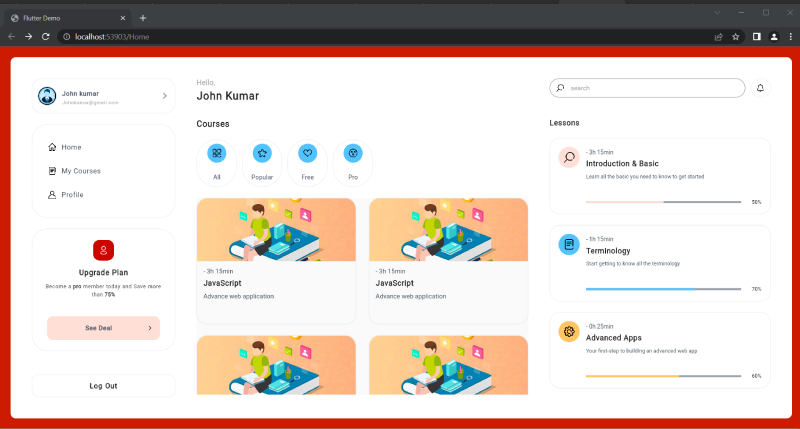 Flutter Demo
localhost:53903/Home
John kumar
Johnkumar@gmail.com
Home
My Courses
Profile
Upgrade Plan
Become a pro member today and Save more
than 75%
See Deal
Log Out
Hello,
John Kumar
Courses
All
Popular
Free
Pro
- 3h 15min
JavaScript
Advance web application
- 3h 15min
JavaScript
Advance web application
search
Lessons
- 3h 15min
Introduction & Basic
Learn all the basic you need to know to get started
50%
- 1h 15min
Terminology
Start getting to know all the terminology
70%
- 0h 25min
Advanced Apps
Your first-step to building an advanced web app
60%